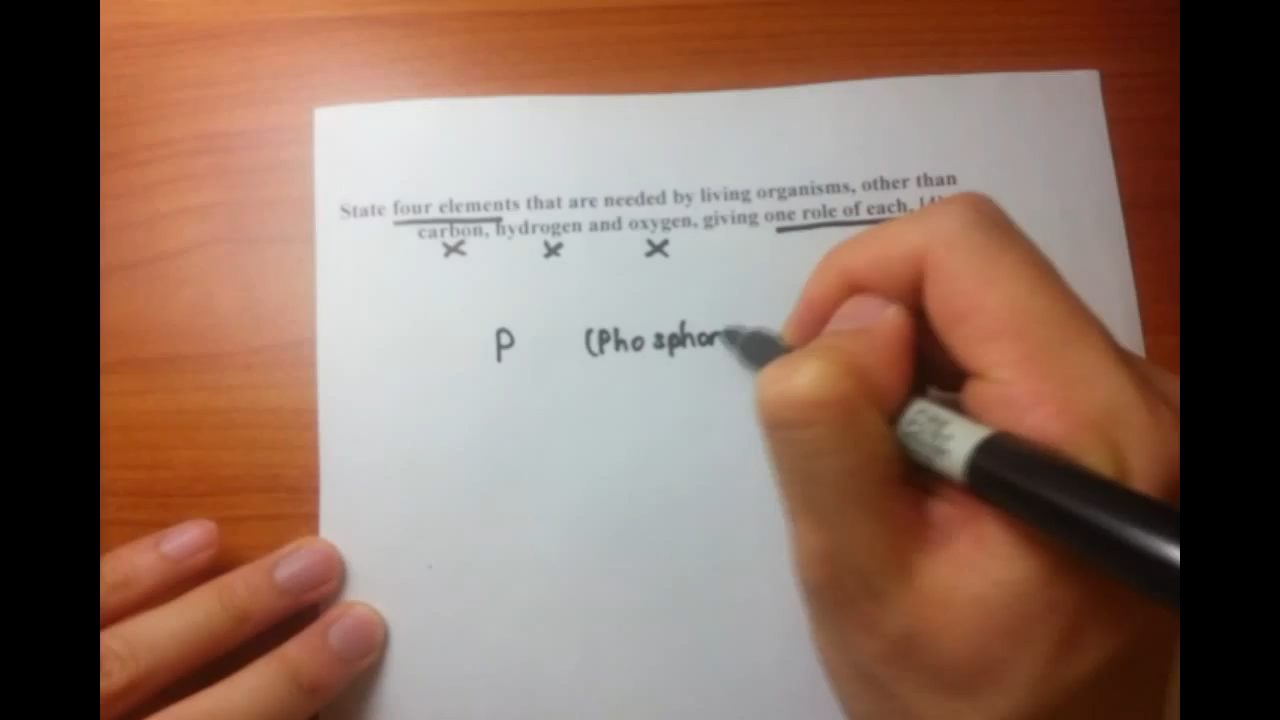 State four elements that are needed by living organisms, other than
carbon, hydrogen and oxygen, giving one role of each.
P (Phosphor